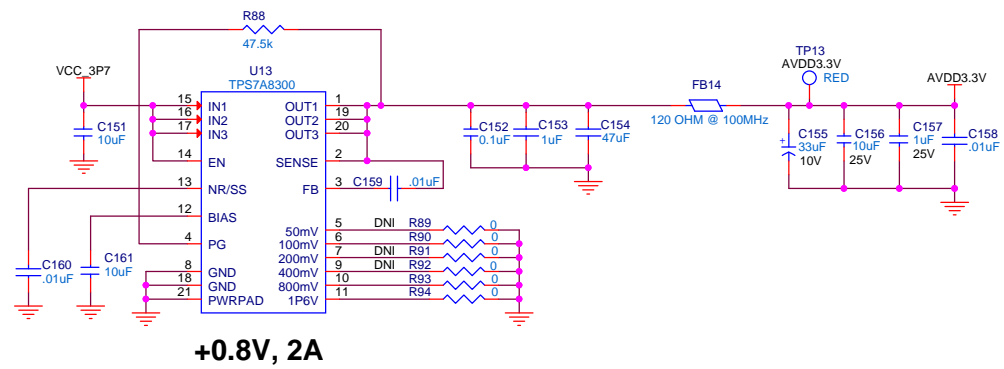 R88
47.5k
VCC_3P7
U13
TPS7A8300
15 IN1 OUT1 1
16 IN2 OUT2 19
17 IN3 OUT3 20
14 EN SENSE 2
13 NR/SS FB 3
12 BIAS
4 PG
8 GND
18 GND
21 PWRPAD
50mV 5 DNI R89 0
100mV 6 R90 0
200mV 7 DNI R91 0
400mV 9 DNI R92 0
800mV 10 R93 0
1P6V 11 R94 0
C151
10uF
C160
.01uF
C161
10uF
C159 .01uF
C152
0.1uF
C153
1uF
C154
47uF
FB14
120 OHM @ 100MHz
TP13
AVDD3.3V
RED
AVDD3.3V
+
C155
33uF
10V
C156
10uF
25V
C157
1uF
25V
C158
.01uF
+0.8V, 2A